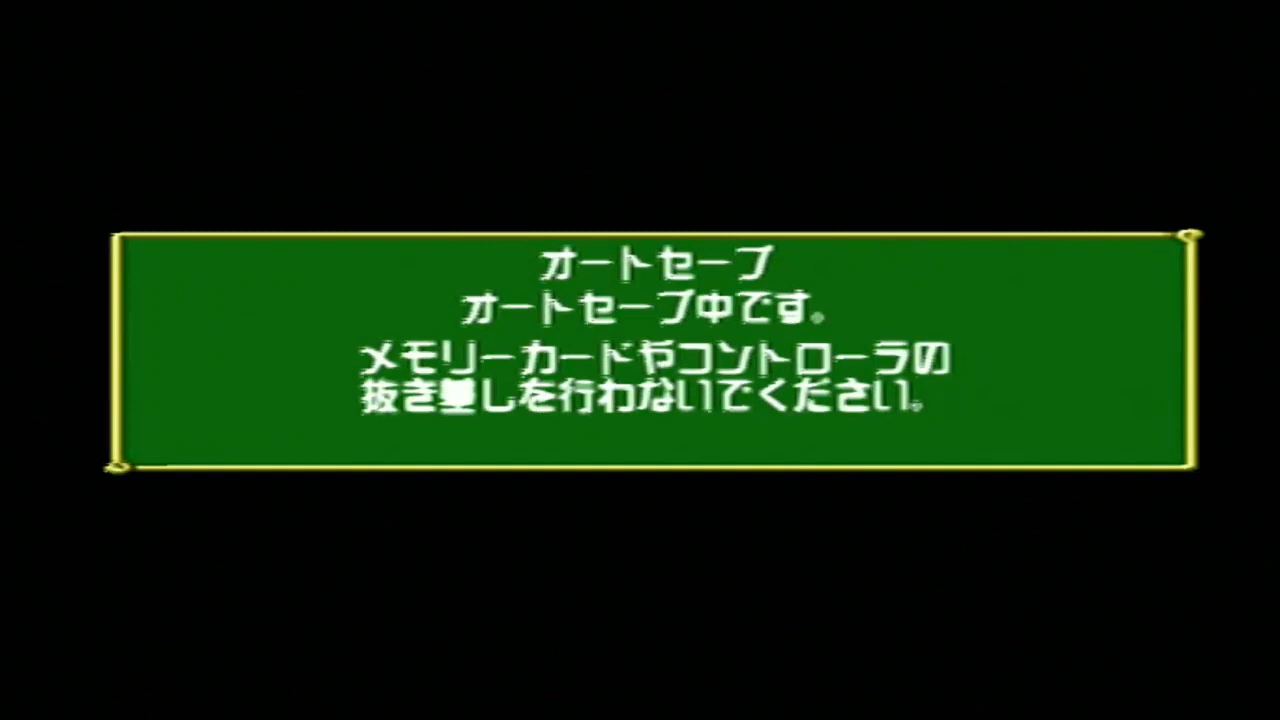 オートセーブ
オートセーブ中です。
メモリーカードやコントローラの
抜き差しを行わないでください。